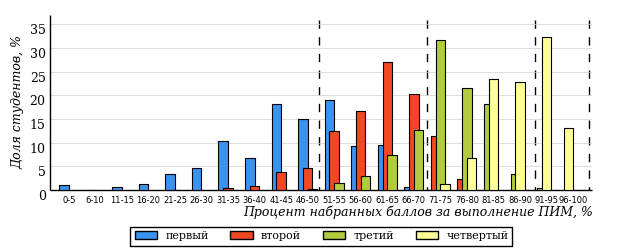 35
30
25
20
15
10
5
0
Доля студентов, %
0-5 6-10 11-15 16-20 21-25 26-30 31-35 36-40 41-45 46-50 51-55 56-60 61-65 66-70 71-75 76-80 81-85 86-90 91-95 96-100
Процент набранных баллов за выполнение ПИМ, %
первый второй третий четвертый